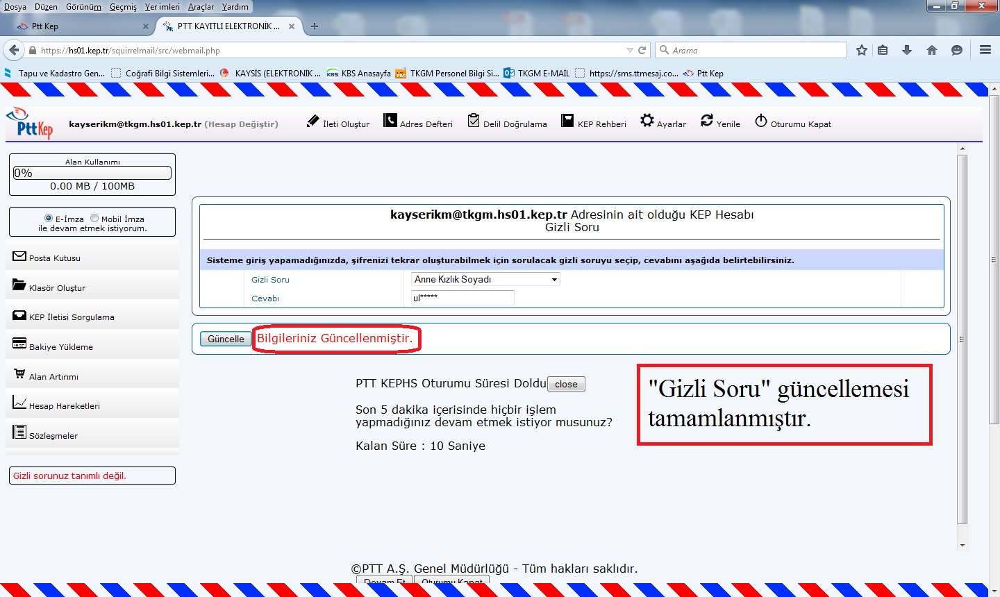 Dosya Düzen Görünüm Geçmiş Yer imleri Araçlar Yardım
Ptt Kep
PTT KAYITLI ELEKTRONİK ...
https://hs01.kep.tr/squirrelmail/src/webmail.php
Arama
Tapu ve Kadastro Gen...
Coğrafi Bilgi Sistemleri...
KAYSİS (ELEKTRONİK ...
KBS Anasayfa
TKGM Personel Bilgi Si...
TKGM E-MAİL
https://sms.ttmesaj.co...
Ptt Kep
PttKep
kayserikm@tkgm.hs01.kep.tr (Hesap Değiştir)
İleti Oluştur
Adres Defteri
Delil Doğrulama
KEP Rehberi
Ayarlar
Yenile
Oturumu Kapat
Alan Kullanımı
0%
0.00 MB / 100MB
E-İmza Mobil İmza
ile devam etmek istiyorum.
Posta Kutusu
Klasör Oluştur
KEP İletisi Sorgulama
Bakiye Yükleme
Alan Artırımı
Hesap Hareketleri
Sözleşmeler
Gizli sorunuz tanımlı değil.
kayserikm@tkgm.hs01.kep.tr Adresinin ait olduğu KEP Hesabı
Gizli Soru
Sisteme giriş yapamadığınızda, şifrenizi tekrar oluşturabilmek için sorulacak gizli soruyu seçip, cevabını aşağıda belirtebilirsiniz.
Gizli Soru Anne Kızlık Soyadı
Cevabı ul*****
Güncelle Bilgileriniz Güncellenmiştir.
PTT KEPHS Oturumu Süresi Doldu close
Son 5 dakika içerisinde hiçbir işlem
yapmadığınız devam etmek istiyor musunuz?
Kalan Süre : 10 Saniye
"Gizli Soru" güncellemesi
tamamlanmıştır.
©PTT A.Ş. Genel Müdürlüğü - Tüm hakları saklıdır.
Devam Et Oturumu Kapat